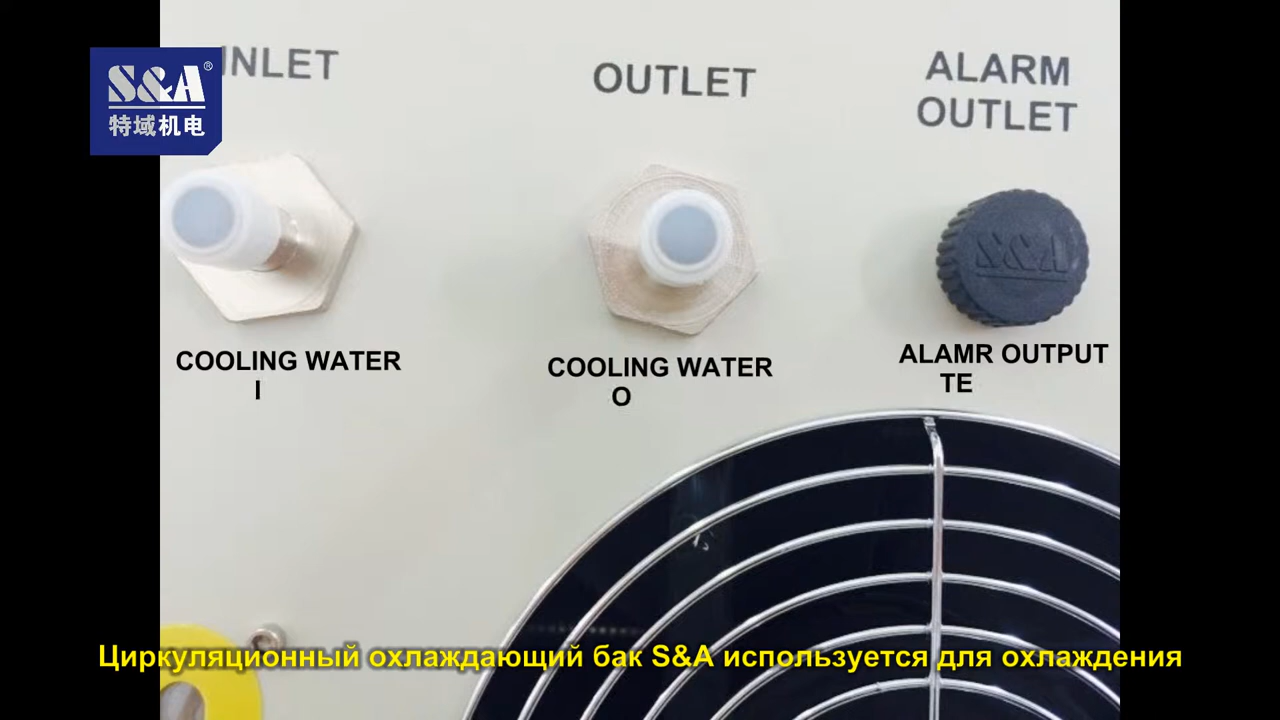 S&A®
特域机电
INLET
OUTLET
ALARM
OUTLET
S&A
COOLING WATER
I
COOLING WATER
O
ALAMR OUTPUT
TE
Циркуляционный охлаждающий бак S&A используется для охлаждения